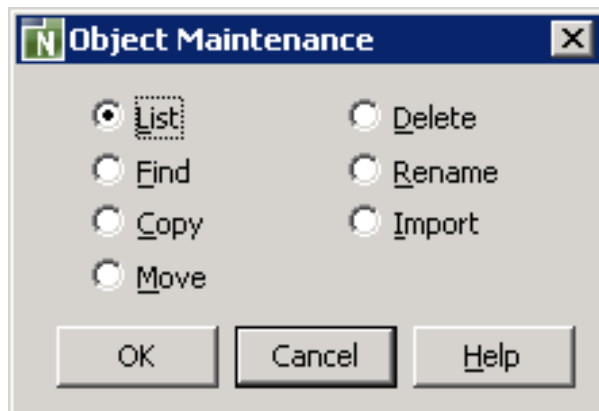 N Object Maintenance
List Delete
Find Rename
Copy Import
Move
OK Cancel Help